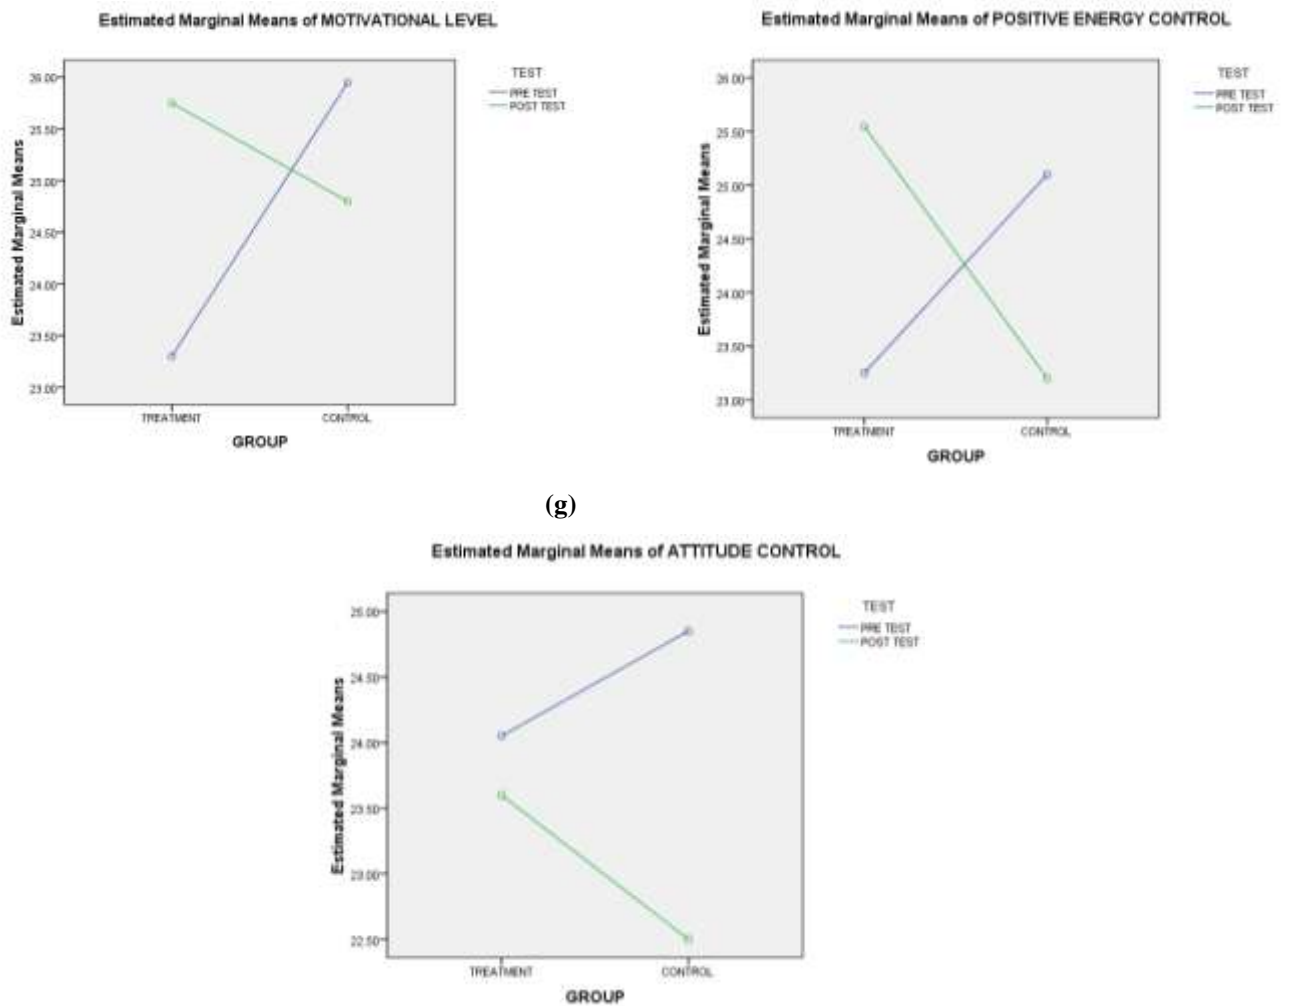 Estimated Marginal Means of MOTIVATIONAL LEVEL
TEST
PRE TEST
POST TEST
Estimated Marginal Means
26.00
25.50
25.00
24.50
24.00
23.50
23.00
TREATMENT
CONTROL
GROUP
Estimated Marginal Means of POSITIVE ENERGY CONTROL
TEST
PRE TEST
POST TEST
Estimated Marginal Means
26.00
25.50
25.00
24.50
24.00
23.50
23.00
TREATMENT
CONTROL
GROUP
(g)
Estimated Marginal Means of ATTITUDE CONTROL
TEST
PRE TEST
POST TEST
Estimated Marginal Means
25.00
24.50
24.00
23.50
23.00
22.50
TREATMENT
CONTROL
GROUP